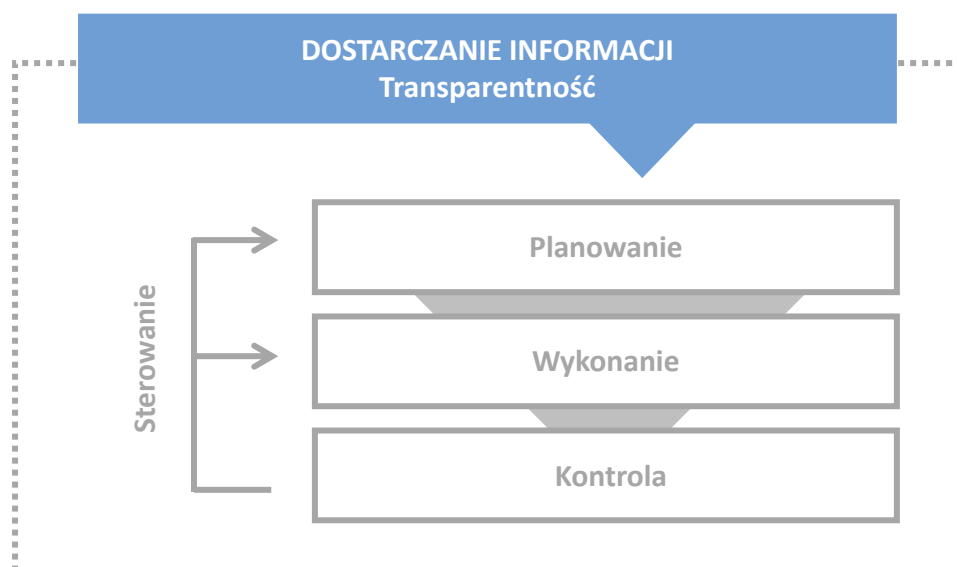 DOSTARCZANIE INFORMACJI
Transparentność
Planowanie
Sterowanie
Wykonanie
Kontrola